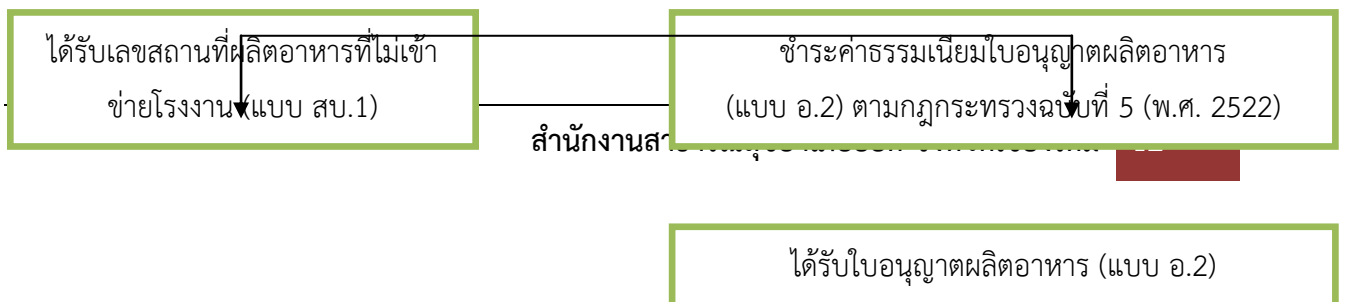 ได้รับเลขสถานที่ผลิตอาหารที่ไม่เข้า
ข่ายโรงงาน (แบบ สบ.1)
ชำระค่าธรรมเนียมใบอนุญาตผลิตอาหาร
(แบบ อ.2) ตามกฎกระทรวงฉบับที่ 5 (พ.ศ. 2522)
ได้รับใบอนุญาตผลิตอาหาร (แบบ อ.2)